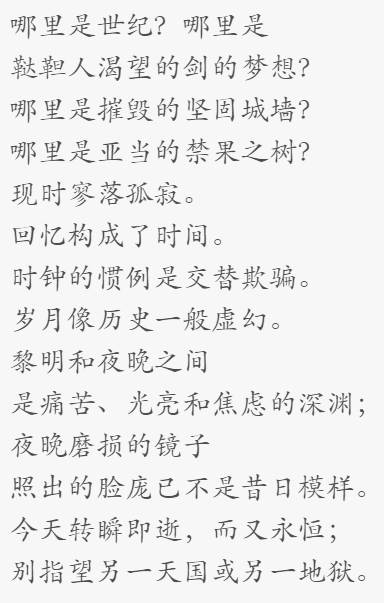 哪里是世纪？哪里是
鞑靼人渴望的剑的梦想？
哪里是摧毁的坚固城墙？
哪里是亚当的禁果之树？
现时寥落孤寂。
回忆构成了时间。
时钟的惯例是交替欺骗。
岁月像历史一般虚幻。
黎明和夜晚之间
是痛苦、光亮和焦虑的深渊；
夜晚磨损的镜子
照出的脸庞已不是昔日模样。
今天转瞬即逝，而又永恒；
别指望另一天国或另一地狱。